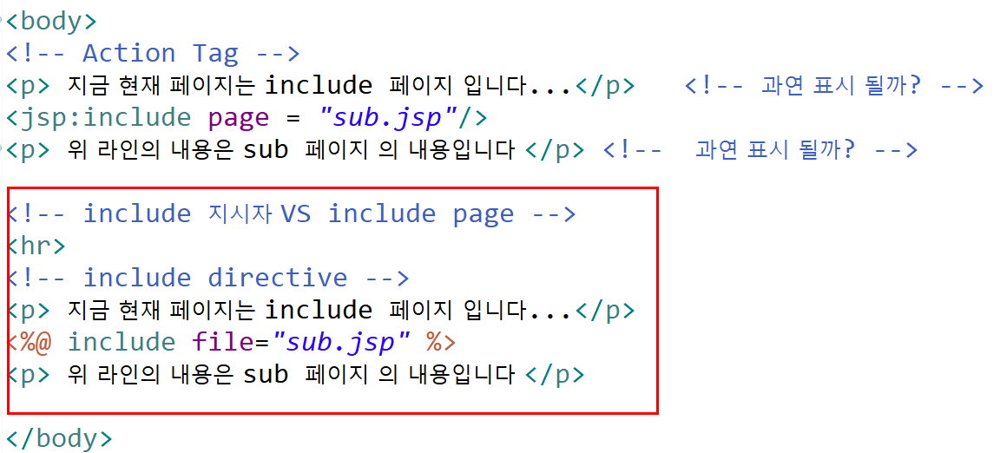 <body>
<!-- Action Tag -->
<p> 지금 현재 페이지는 include 페이지 입니다...</p>   <!-- 과연 표시 될까? -->
<jsp:include page = "sub.jsp"/>
<p> 위 라인의 내용은 sub 페이지 의 내용입니다 </p> <!--  과연 표시 될까? -->
<!-- include 지시자 VS include page -->
<hr>
<!-- include directive -->
<p> 지금 현재 페이지는 include 페이지 입니다...</p>
<%@ include file="sub.jsp" %>
<p> 위 라인의 내용은 sub 페이지 의 내용입니다 </p>
</body>